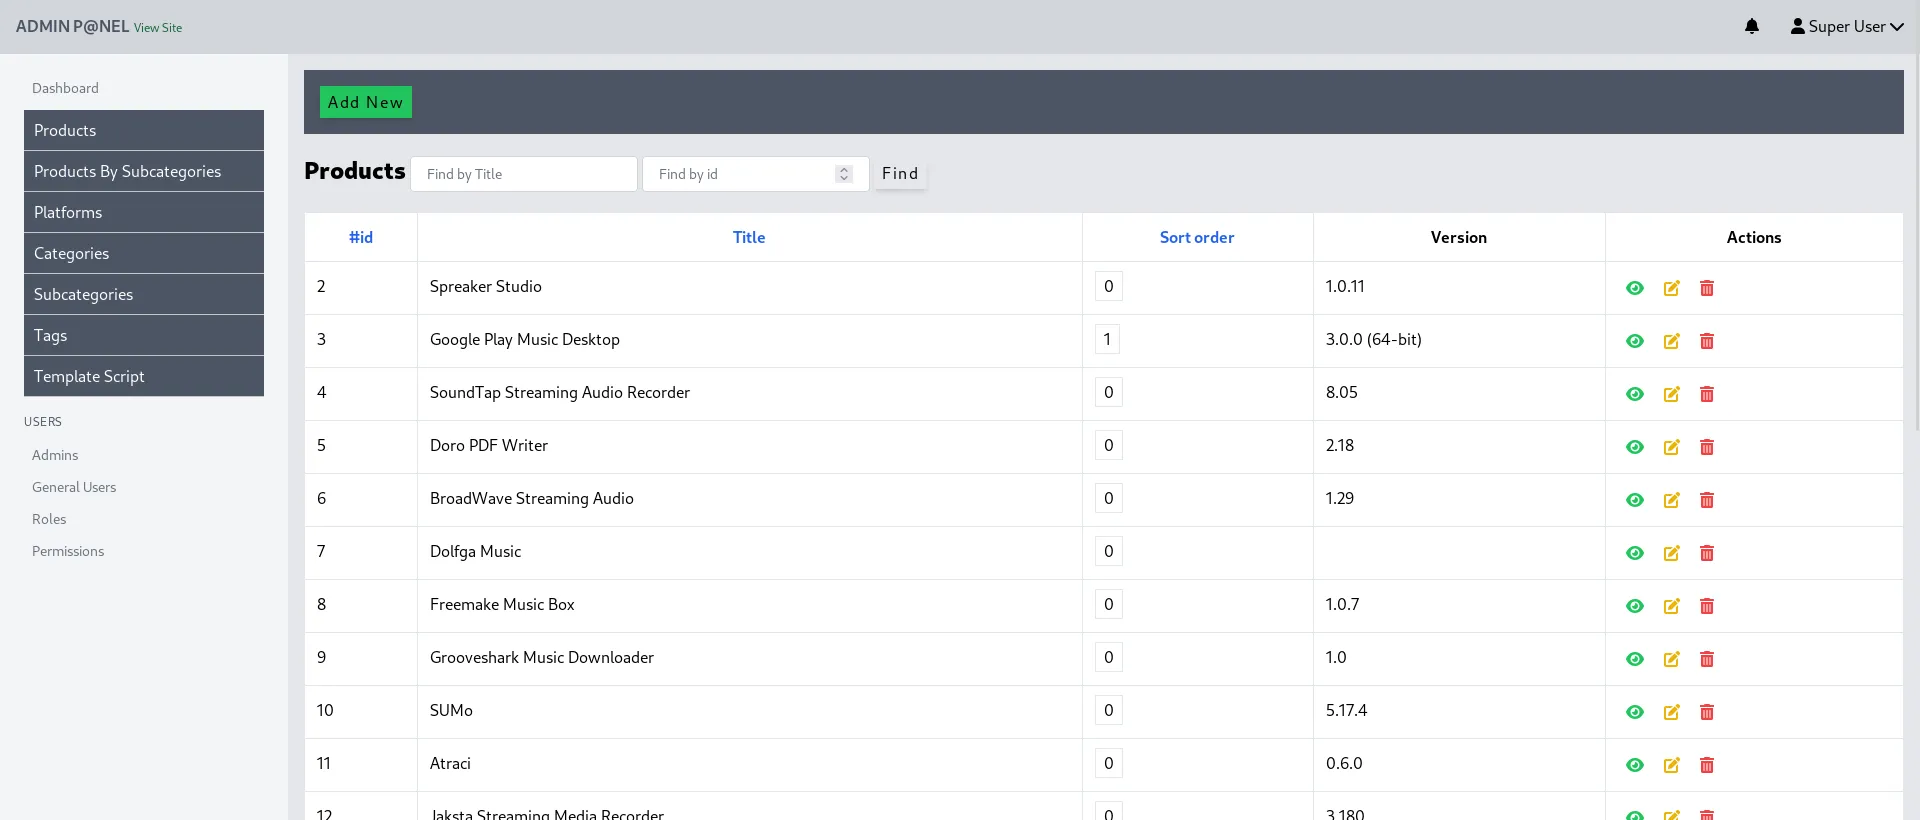 ADMIN P@NEL View Site
Super User
Dashboard
Products
Products By Subcategories
Platforms
Categories
Subcategories
Tags
Template Script
USERS
Admins
General Users
Roles
Permissions
Add New
Products Find by Title Find by id Find
#id Title Sort order Version Actions
2 Spreaker Studio 0 1.0.11
3 Google Play Music Desktop 1 3.0.0 (64-bit)
4 SoundTap Streaming Audio Recorder 0 8.05
5 Doro PDF Writer 0 2.18
6 BroadWave Streaming Audio 0 1.29
7 Dolfga Music 0
8 Freemake Music Box 0 1.0.7
9 Grooveshark Music Downloader 0 1.0
10 SUMo 0 5.17.4
11 Atraci 0 0.6.0
12 Jaksta Streaming Media Recorder 0 3.180